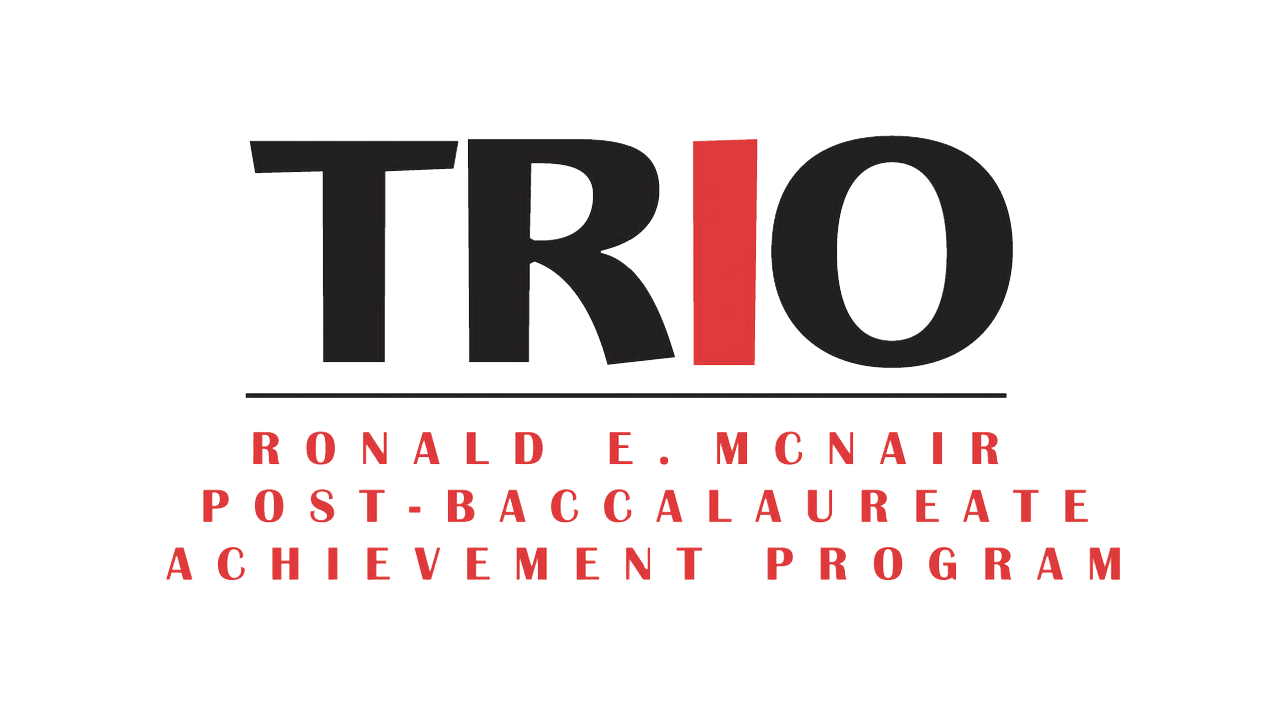 TRIO
RONALD E. MCNAIR
POST-BACCALAUREATE
ACHIEVEMENT PROGRAM